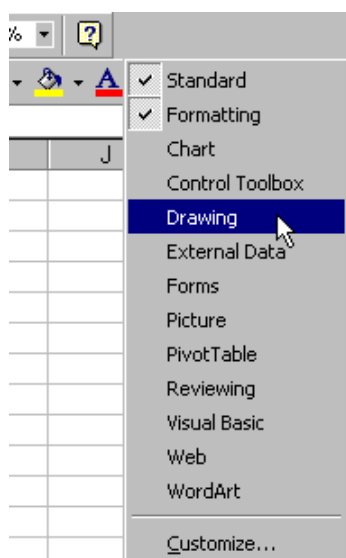 %
?
A
Standard
Formatting
J
Chart
Control Toolbox
Drawing
External Data
Forms
Picture
PivotTable
Reviewing
Visual Basic
Web
WordArt
Customize...